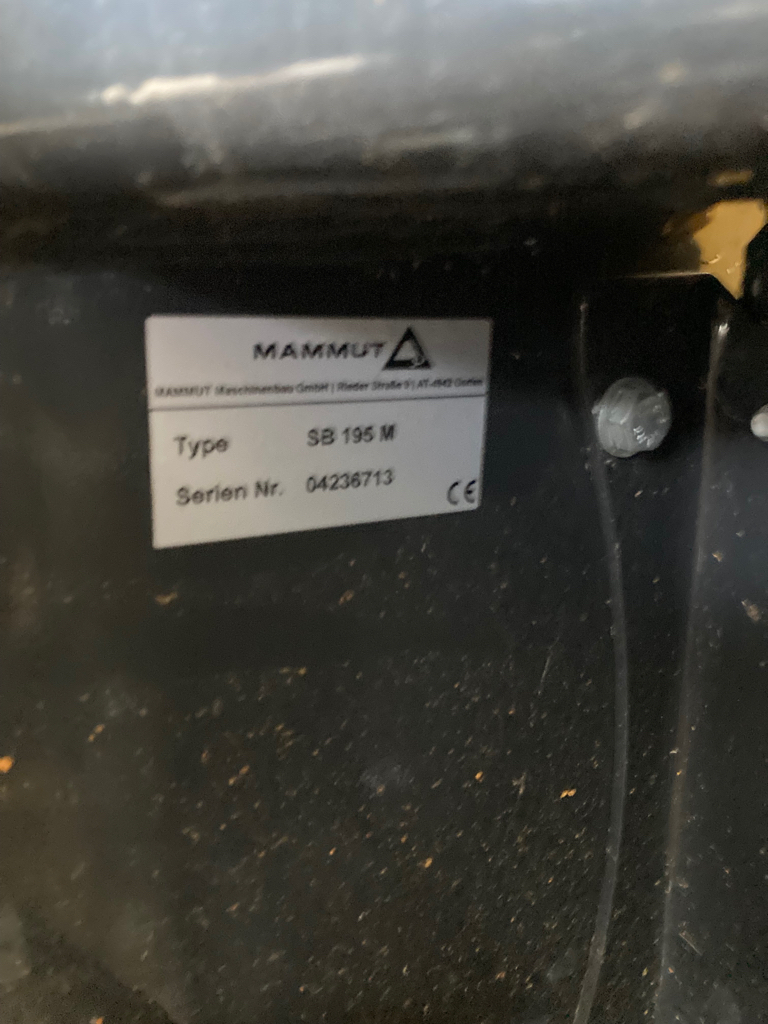 MAMMUT
MAMMUT Maschinenbau GmbH | Rieder Straße 9 | AT-4942 Gurten
Type SB 195 M
Serien Nr. 04236713
CE